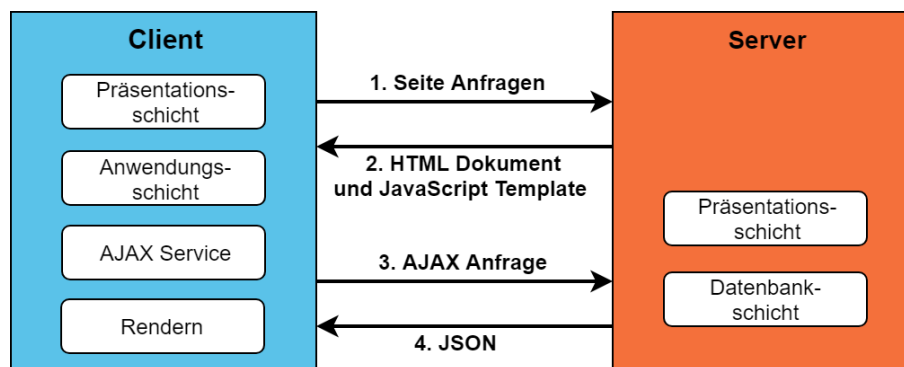 Client
Präsentations-
schicht
Anwendungs-
schicht
AJAX Service
Rendern
1. Seite Anfragen
2. HTML Dokument
und JavaScript Template
3. AJAX Anfrage
4. JSON
Server
Präsentations-
schicht
Datenbank-
schicht